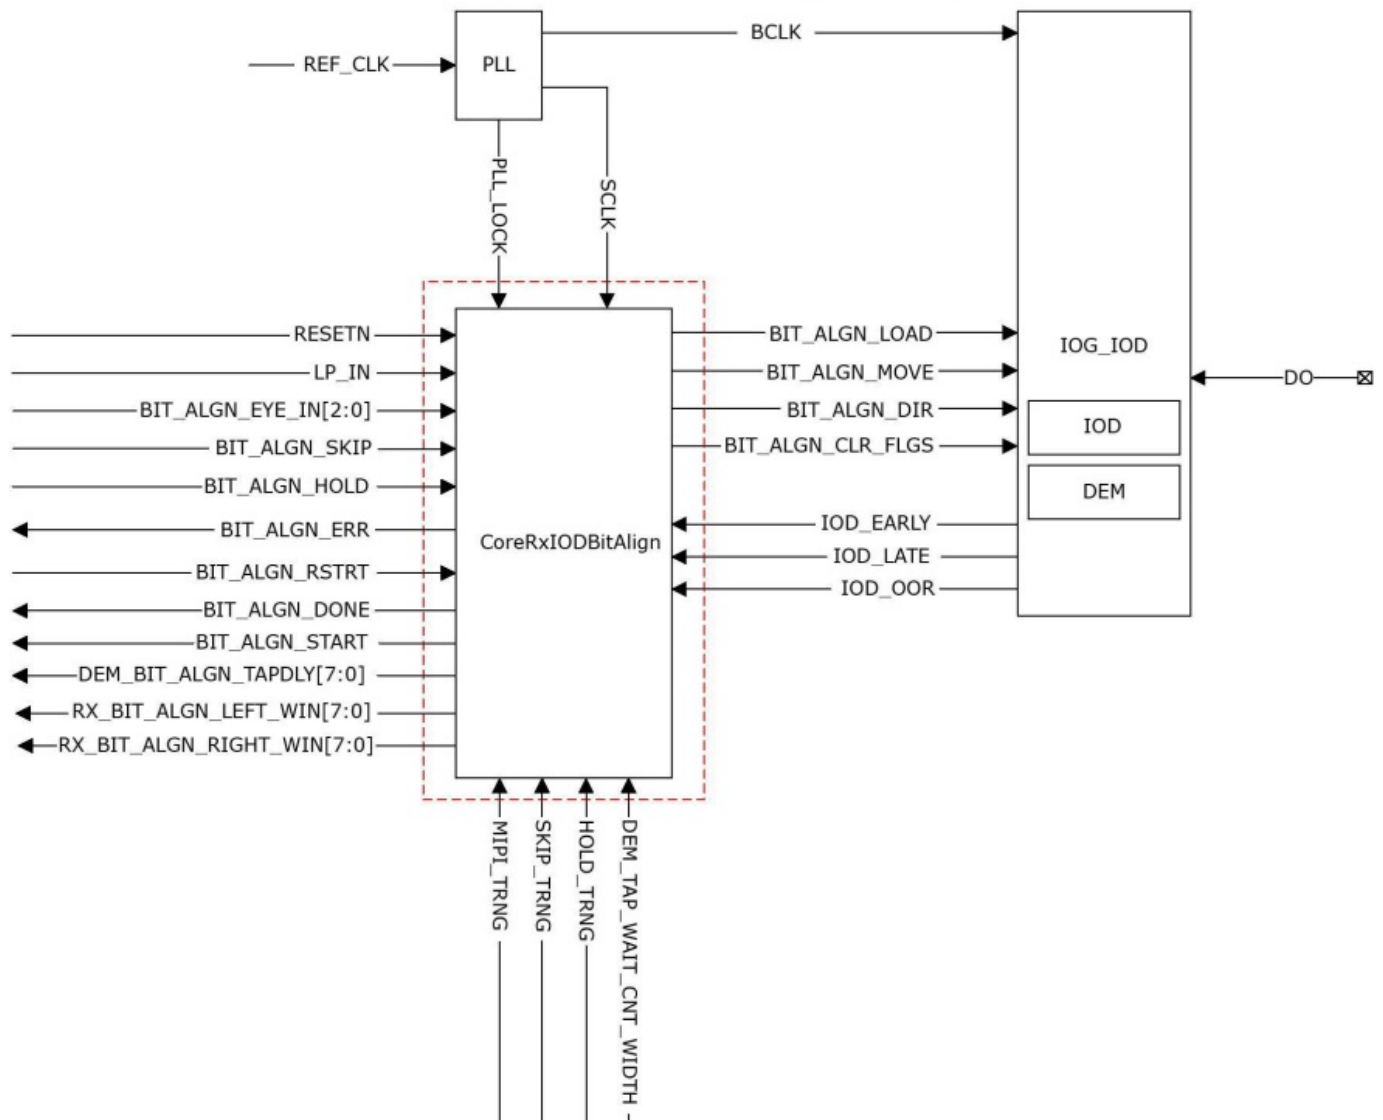 BCLK
REF_CLK
PLL
PLL_LOCK
SCLK
RESETN
LP_IN
BIT_ALGN_EYE_IN[2:0]
BIT_ALGN_SKIP
BIT_ALGN_HOLD
BIT_ALGN_ERR
BIT_ALGN_RSTRT
BIT_ALGN_DONE
BIT_ALGN_START
DEM_BIT_ALGN_TAPDLY[7:0]
RX_BIT_ALGN_LEFT_WIN[7:0]
RX_BIT_ALGN_RIGHT_WIN[7:0]
CoreRxIODBitAlign
BIT_ALGN_LOAD
BIT_ALGN_MOVE
BIT_ALGN_DIR
BIT_ALGN_CLR_FLGS
IOD_EARLY
IOD_LATE
IOD_OOR
IOG_IOD
IOD
DEM
DO
MIPI_TRNG
SKIP_TRNG
HOLD_TRNG
DEM_TAP_WAIT_CNT_WIDTH